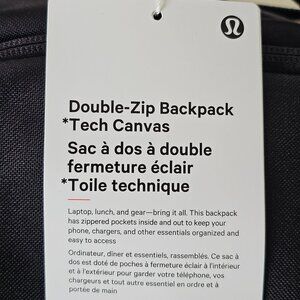 Double-Zip Backpack
*Tech Canvas
Sac à dos à double
fermeture éclair
*Toile technique
Laptop, lunch, and gear—bring it all. This backpack
has zippered pockets inside and out to keep your
phone, chargers, and other essentials organized and
easy to access
Ordinateur, dîner et essentiels, rassemblés. Ce sac à
dos est doté de poches à fermeture éclair à l'intérieur
et à l'extérieur pour garder votre téléphone, vos
chargeurs et tout autre essentiel en ordre et à
portée de main